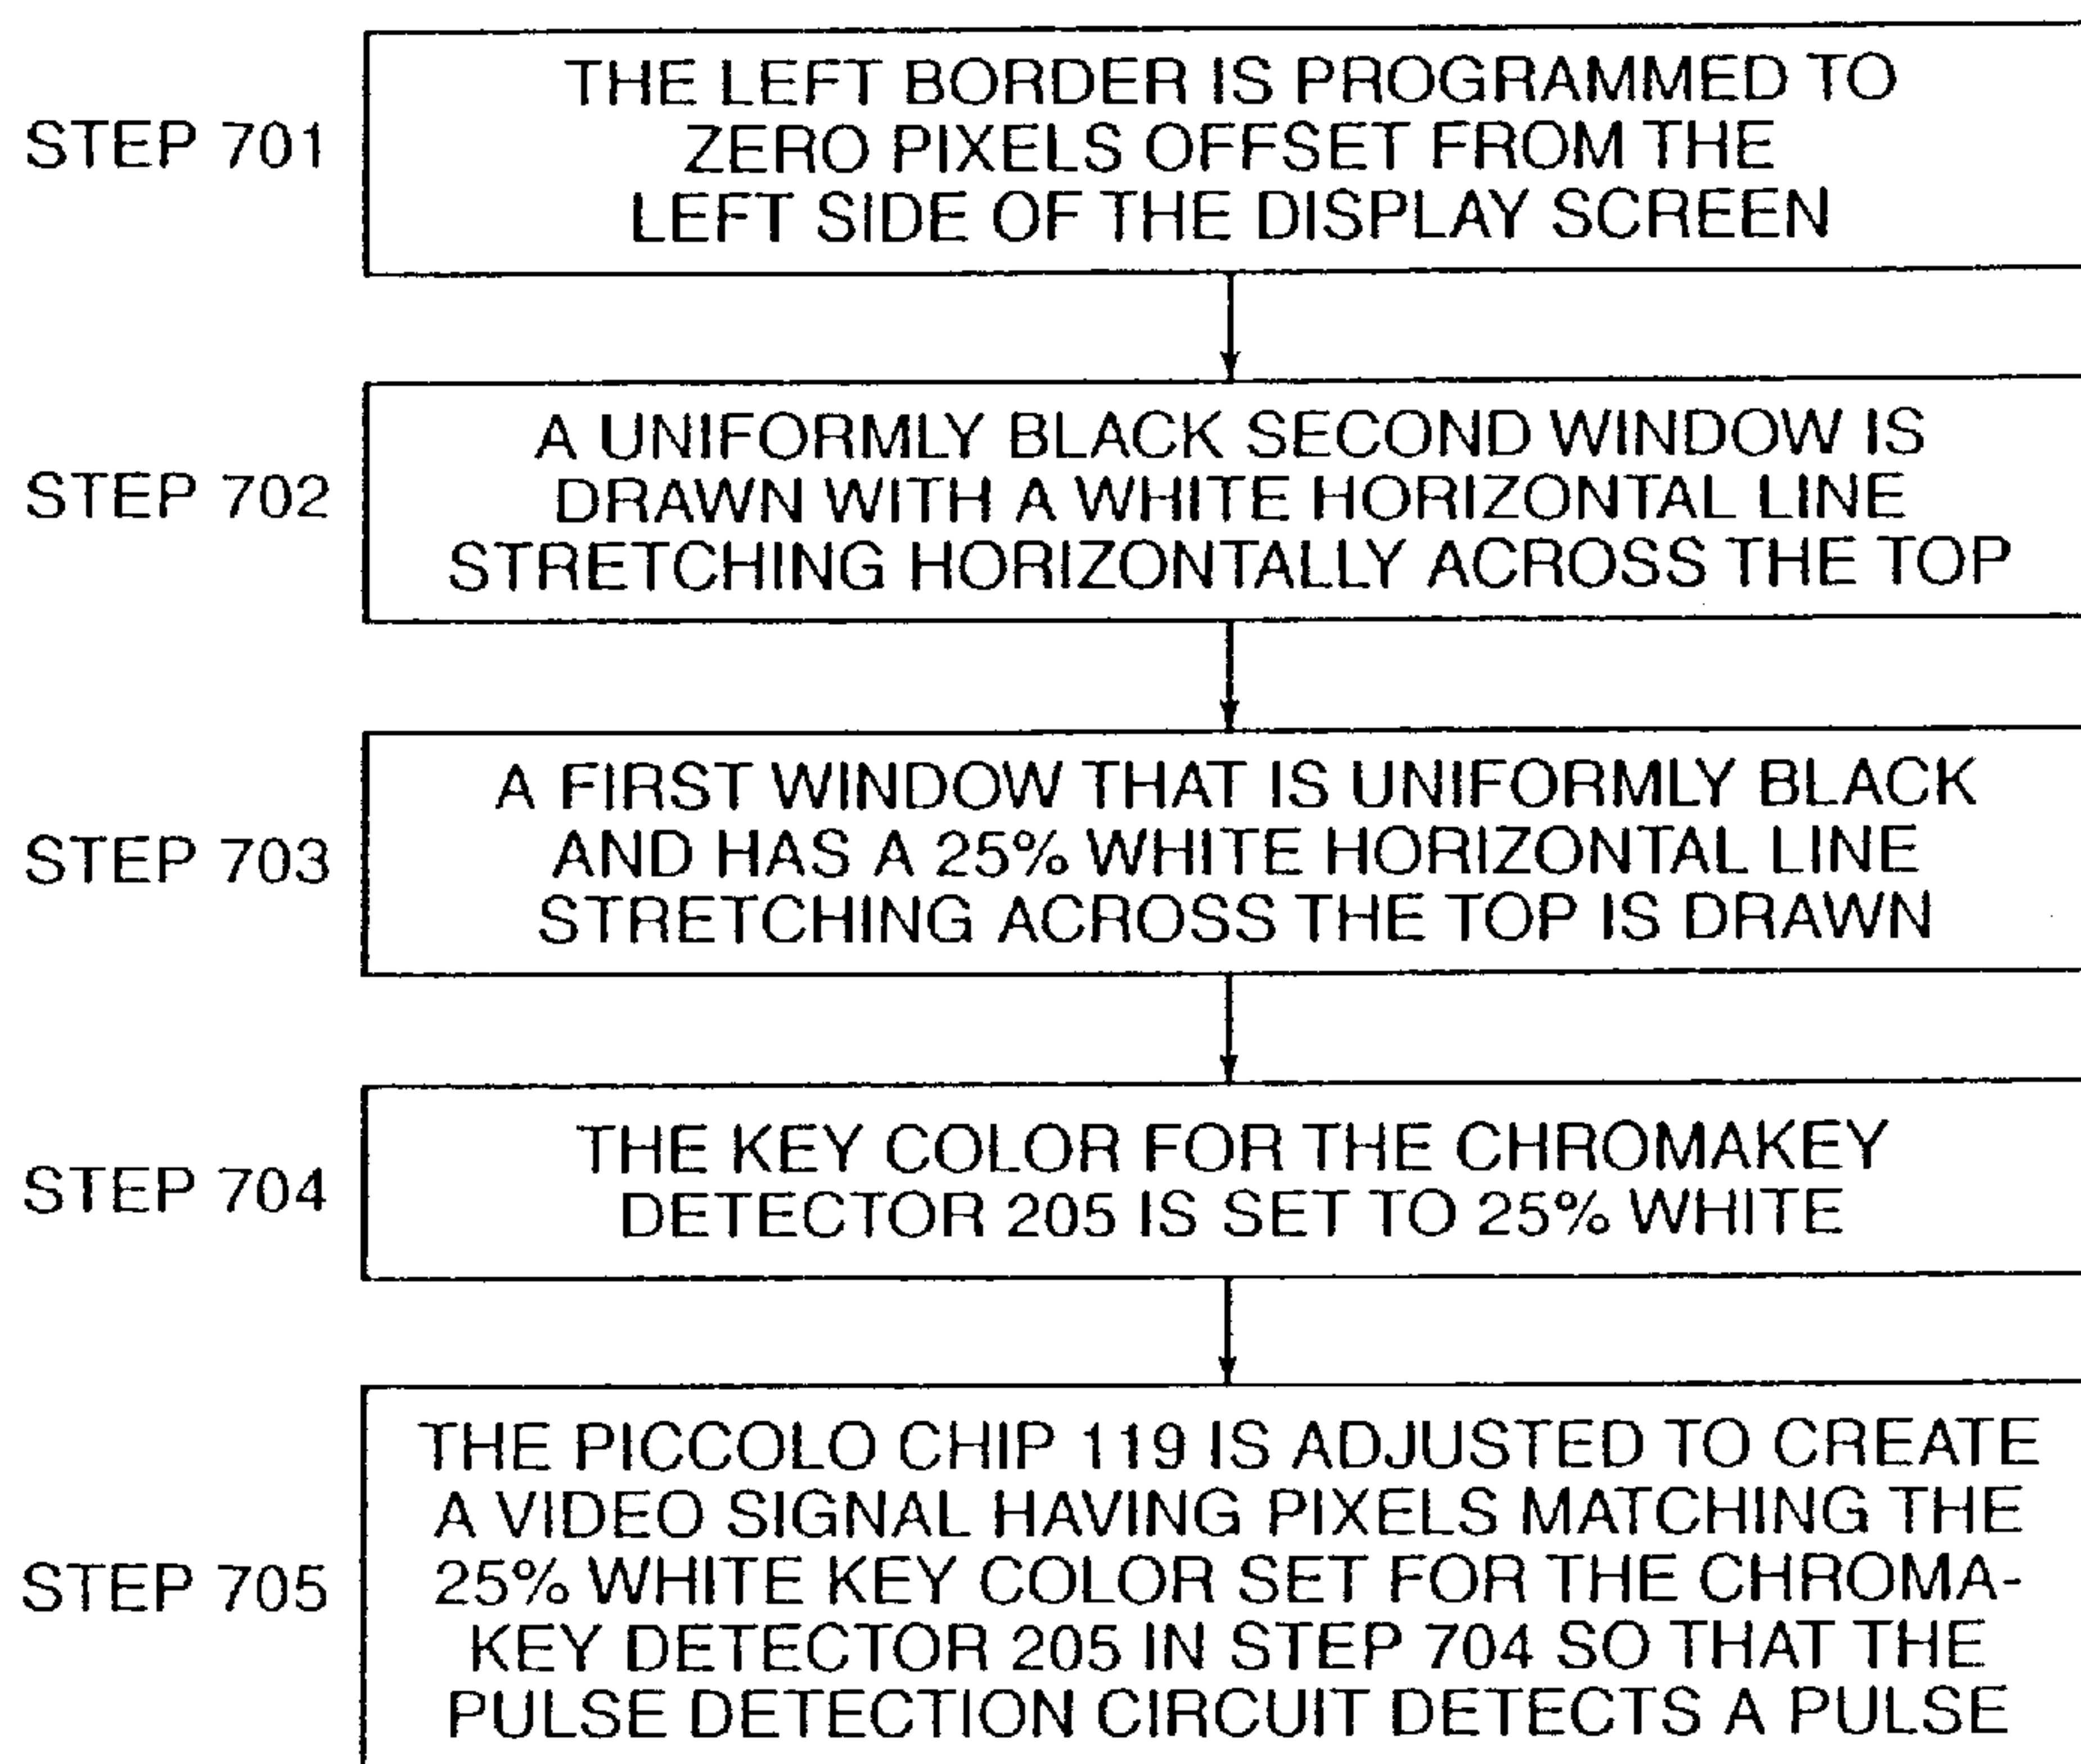 STEP 701
THE LEFT BORDER IS PROGRAMMED TO
ZERO PIXELS OFFSET FROM THE
LEFT SIDE OF THE DISPLAY SCREEN
STEP 702
A UNIFORMLY BLACK SECOND WINDOW IS
DRAWN WITH A WHITE HORIZONTAL LINE
STRETCHING HORIZONTALLY ACROSS THE TOP
STEP 703
A FIRST WINDOW THAT IS UNIFORMLY BLACK
AND HAS A 25% WHITE HORIZONTAL LINE
STRETCHING ACROSS THE TOP IS DRAWN
STEP 704
THE KEY COLOR FOR THE CHROMAKEY
DETECTOR 205 IS SET TO 25% WHITE
STEP 705
THE PICCOLO CHIP 119 IS ADJUSTED TO CREATE
A VIDEO SIGNAL HAVING PIXELS MATCHING THE
25% WHITE KEY COLOR SET FOR THE CHROMA-
KEY DETECTOR 205 IN STEP 704 SO THAT THE
PULSE DETECTION CIRCUIT DETECTS A PULSE